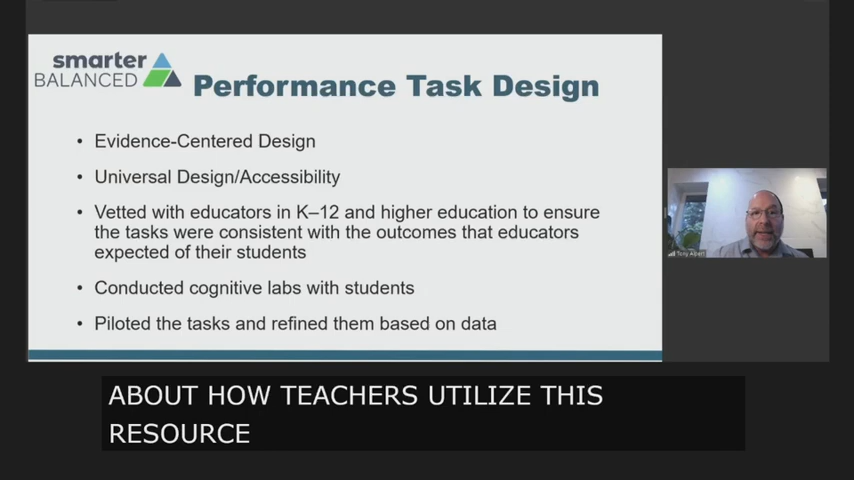 smarter
BALANCED
Performance Task Design
• Evidence-Centered Design
• Universal Design/Accessibility
• Vetted with educators in K–12 and higher education to ensure
the tasks were consistent with the outcomes that educators
expected of their students
• Conducted cognitive labs with students
• Piloted the tasks and refined them based on data
Tony Alpert
ABOUT HOW TEACHERS UTILIZE THIS
RESOURCE